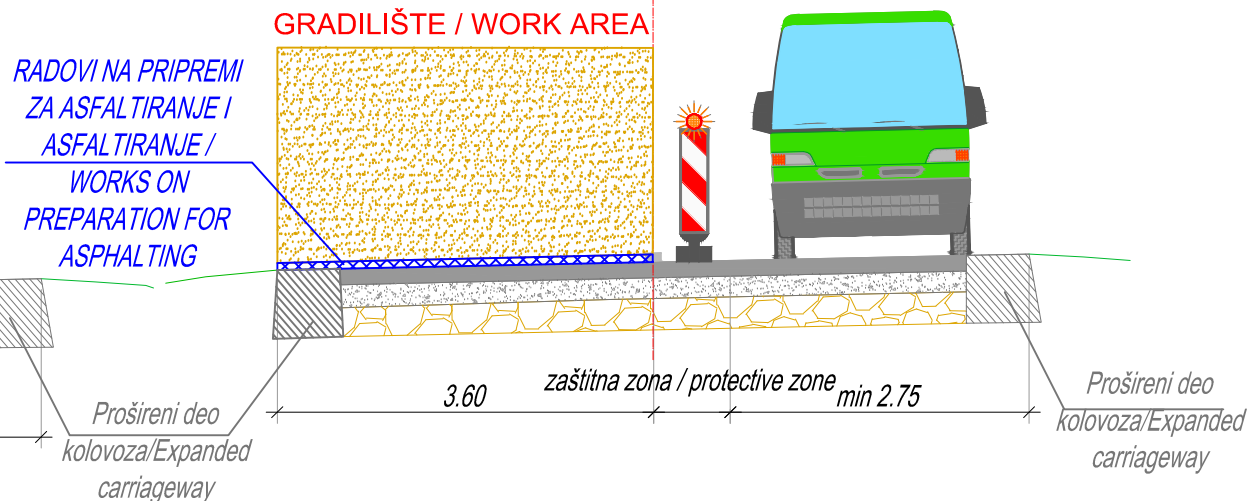 GRADILIŠTE / WORK AREA
RADOVI NA PRIPREMI
ZA ASFALTIRANJE I
ASFALTIRANJE /
WORKS ON
PREPARATION FOR
ASPHALTING
3.60
zaštitna zona / protective zone
min 2.75
Prošireni deo
kolovoza/Expanded
carriageway
Prošireni deo
kolovoza/Expanded
carriageway